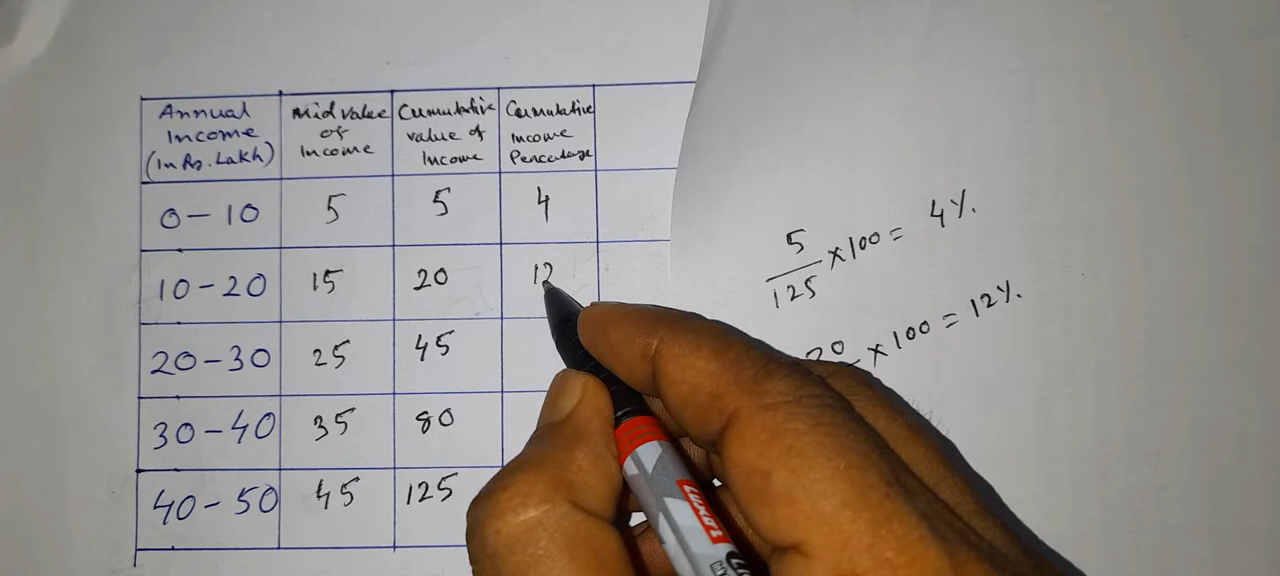 Annual Income (In Rs. Lakh)
Mid value of Income
Cumulative value of Income
Cumulative Income Percentage
0-10 5 5 4
10-20 15 20 12
20-30 25 45
30-40 35 80
40-50 45 125
5/125 ×100 = 4%.
20 ×100 = 12%.
LUXOR